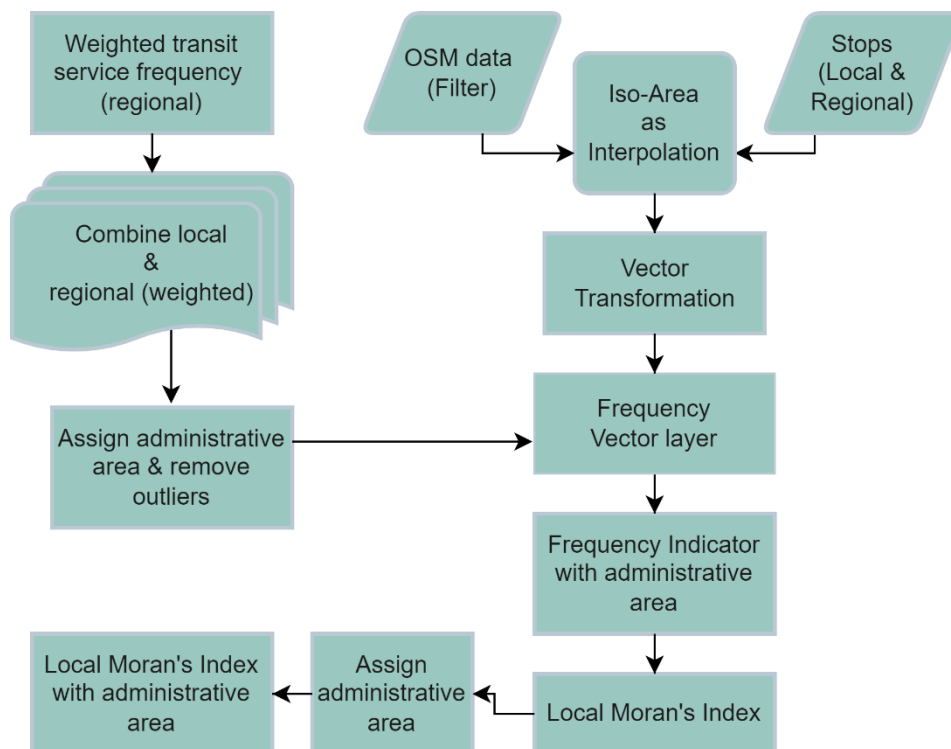 Weighted transit
service frequency
(regional)
OSM data
(Filter)
Iso-Area
as
Interpolation
Stops
(Local &
Regional)
Combine local
&
regional (weighted)
Vector
Transformation
Assign administrative
area & remove
outliers
Frequency
Vector layer
Frequency Indicator
with administrative
area
Local Moran's Index
with administrative
area
Assign
administrative
area
Local Moran's Index